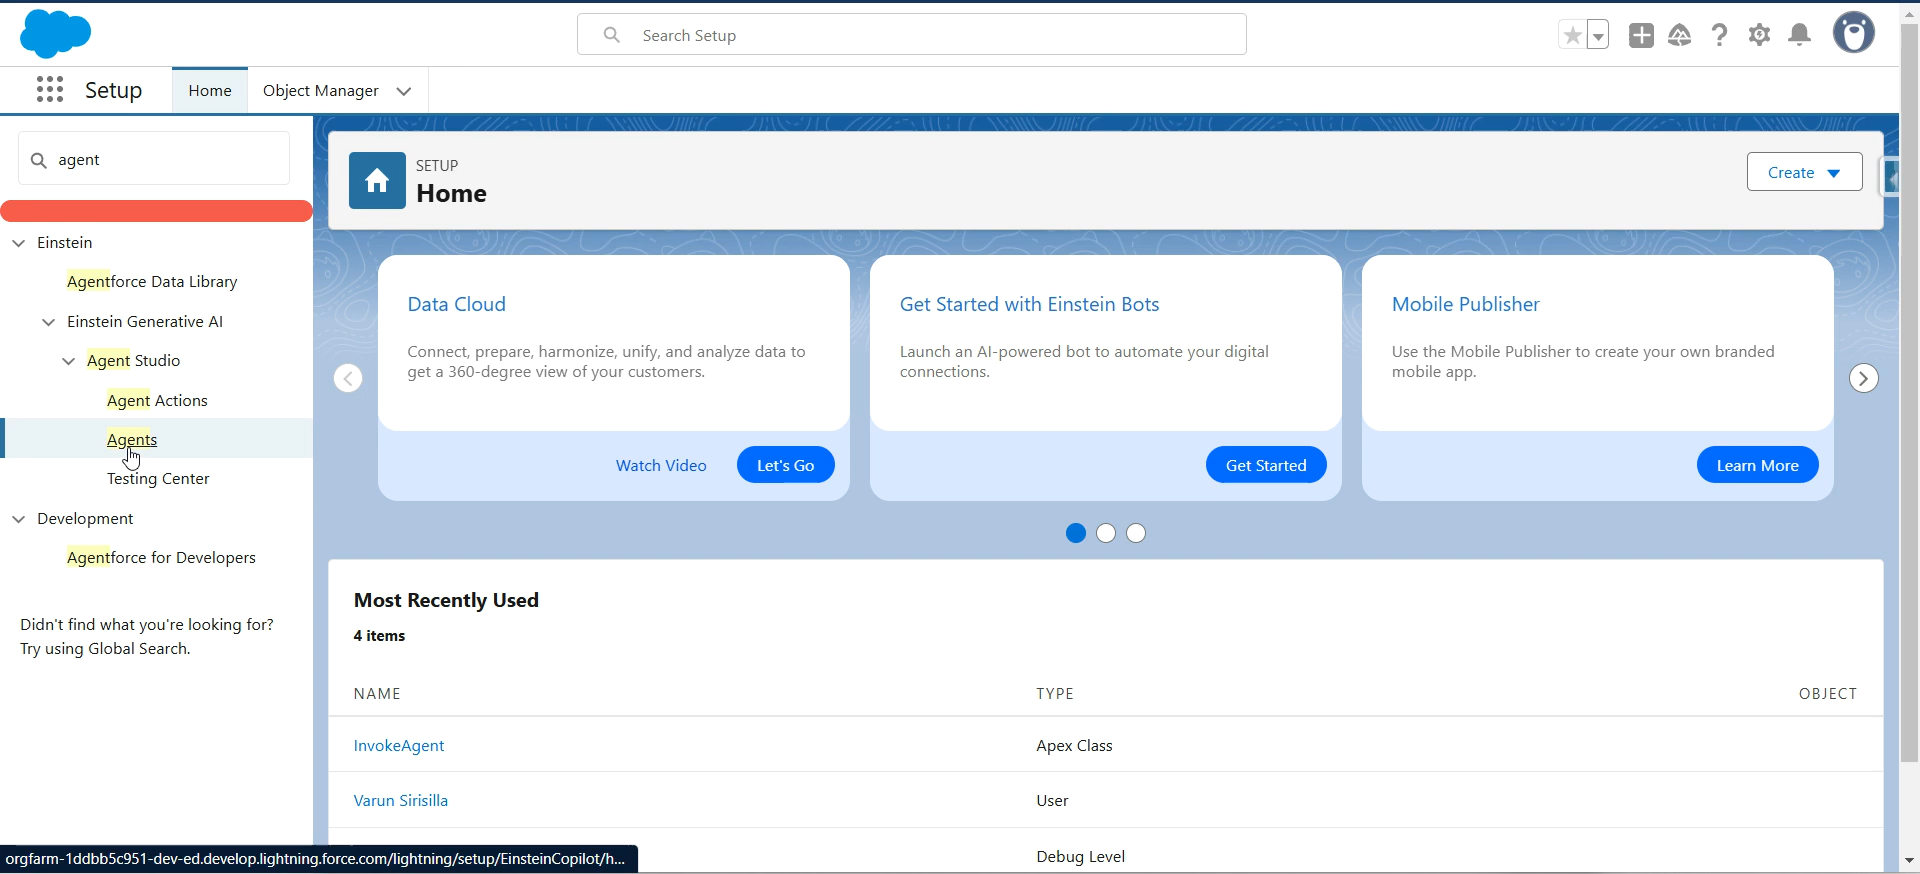 Search Setup
Setup
Home
Object Manager
agent
SETUP
Home
Create
Einstein
Agentforce Data Library
Einstein Generative AI
Agent Studio
Agent Actions
Agents
Testing Center
Development
Agentforce for Developers
Didn't find what you're looking for?
Try using Global Search.
Data Cloud
Connect, prepare, harmonize, unify, and analyze data to
get a 360-degree view of your customers.
Watch Video
Let's Go
Get Started with Einstein Bots
Launch an AI-powered bot to automate your digital
connections.
Get Started
Mobile Publisher
Use the Mobile Publisher to create your own branded
mobile app.
Learn More
Most Recently Used
4 items
NAME TYPE OBJECT
InvokeAgent Apex Class
Varun Sirisilla User
Debug Level
orgfarm-1ddbb5c951-dev-ed.develop.lightning.force.com/lightning/setup/EinsteinCopilot/h...